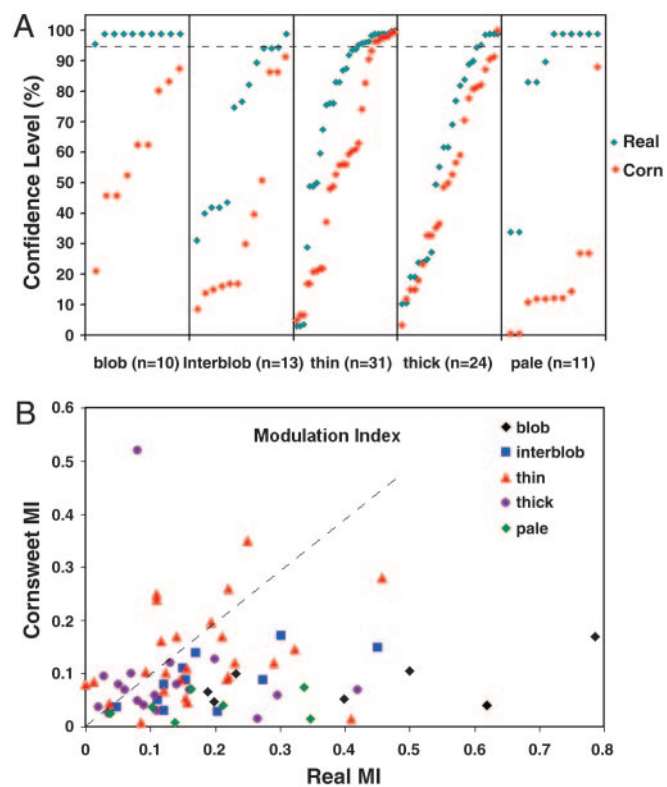 A
Confidence Level (%)
100
90
80
70
60
50
40
30
20
10
0
Real
Corn
blob (n=10) Interblob (n=13) thin (n=31) thick (n=24) pale (n=11)
B
Modulation Index
blob
interblob
thin
thick
pale
Cornsweet MI
0.6
0.5
0.4
0.3
0.2
0.1
0
0 0.1 0.2 0.3 0.4 0.5 0.6 0.7 0.8
Real MI